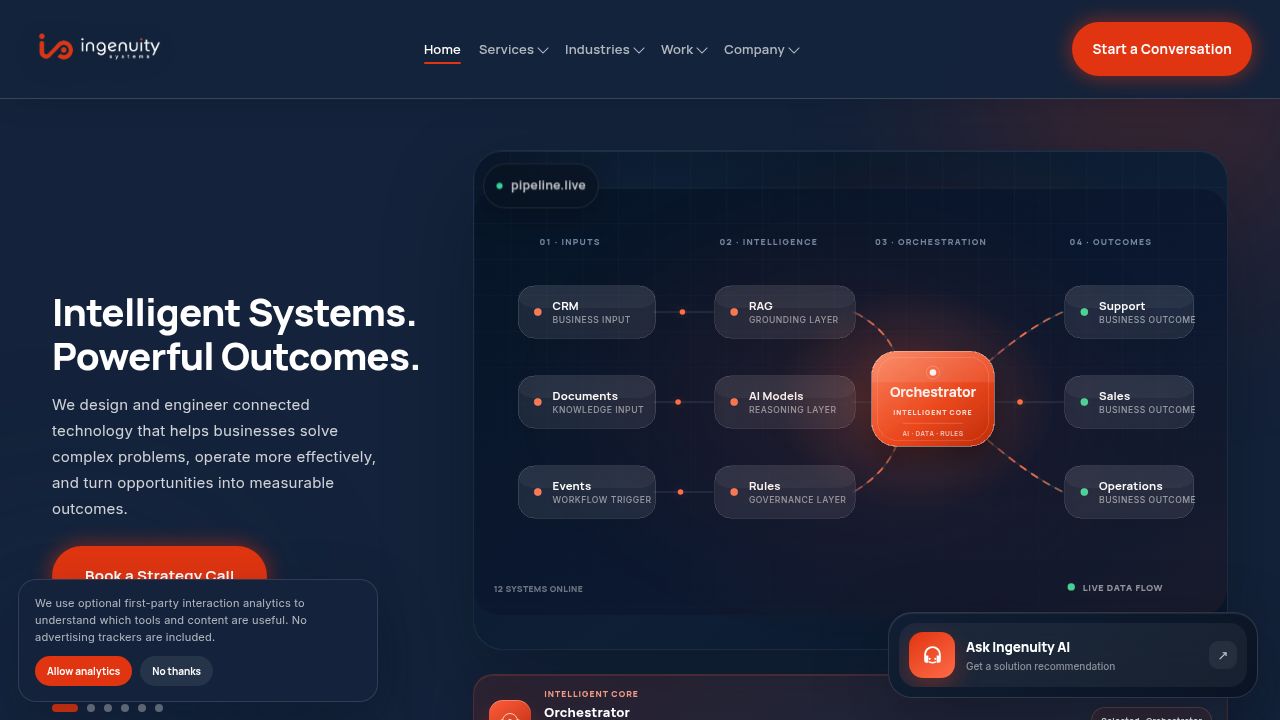 ingenuity
systems
Home
Services
Industries
Work
Company
Start a Conversation
pipeline.live
01 · INPUTS
02 · INTELLIGENCE
03 · ORCHESTRATION
04 · OUTCOMES
CRM
BUSINESS INPUT
RAG
GROUNDING LAYER
Support
BUSINESS OUTCOME
Documents
KNOWLEDGE INPUT
AI Models
REASONING LAYER
Orchestrator
INTELLIGENT CORE
AI · DATA · RULES
Sales
BUSINESS OUTCOME
Events
WORKFLOW TRIGGER
Rules
GOVERNANCE LAYER
Operations
BUSINESS OUTCOME
12 SYSTEMS ONLINE
LIVE DATA FLOW
Intelligent Systems.
Powerful Outcomes.
We design and engineer connected
technology that helps businesses solve
complex problems, operate more effectively,
and turn opportunities into measurable
outcomes.
Book a Strategy Call
We use optional first-party interaction analytics to
understand which tools and content are useful. No
advertising trackers are included.
Allow analytics
No thanks
Ask Ingenuity AI
Get a solution recommendation
↗
INTELLIGENT CORE
Orchestrator
Selected · Orchestrator